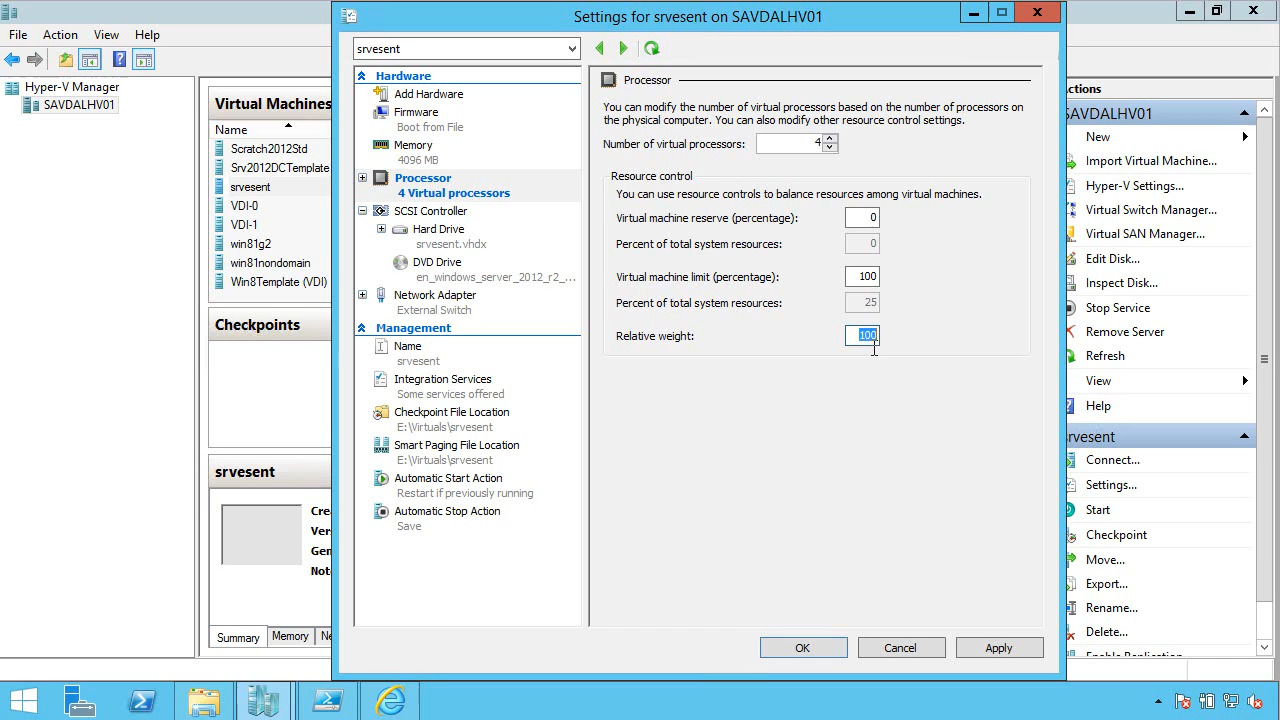 Settings for srvesent on SAVDALHV01
File Action View Help
srvesent
Hyper-V Manager
SAVDALHV01
Virtual Machines
Name
Scratch2012Std
Srv2012DCTemplate
srvesent
VDI-0
VDI-1
win81g2
win81nondomain
Win8Template (VDI)
Checkpoints
srvesent
Summary Memory
Hardware
Add Hardware
Firmware
Boot from File
Memory
4096 MB
Processor
4 Virtual processors
SCSI Controller
Hard Drive
srvesent.vhdx
DVD Drive
en_windows_server_2012_r2_...
Network Adapter
External Switch
Management
Name
srvesent
Integration Services
Some services offered
Checkpoint File Location
E:\Virtuals\srvesent
Smart Paging File Location
E:\Virtuals\srvesent
Automatic Start Action
Restart if previously running
Automatic Stop Action
Save
Processor
You can modify the number of virtual processors based on the number of processors on
the physical computer. You can also modify other resource control settings.
Number of virtual processors: 4
Resource control
You can use resource controls to balance resources among virtual machines.
Virtual machine reserve (percentage): 0
Percent of total system resources: 0
Virtual machine limit (percentage): 100
Percent of total system resources: 25
Relative weight: 100
OK Cancel Apply
Actions
SAVDALHV01
New
Import Virtual Machine...
Hyper-V Settings...
Virtual Switch Manager...
Virtual SAN Manager...
Edit Disk...
Inspect Disk...
Stop Service
Remove Server
Refresh
View
Help
srvesent
Connect...
Settings...
Start
Checkpoint
Move...
Export...
Rename...
Delete...